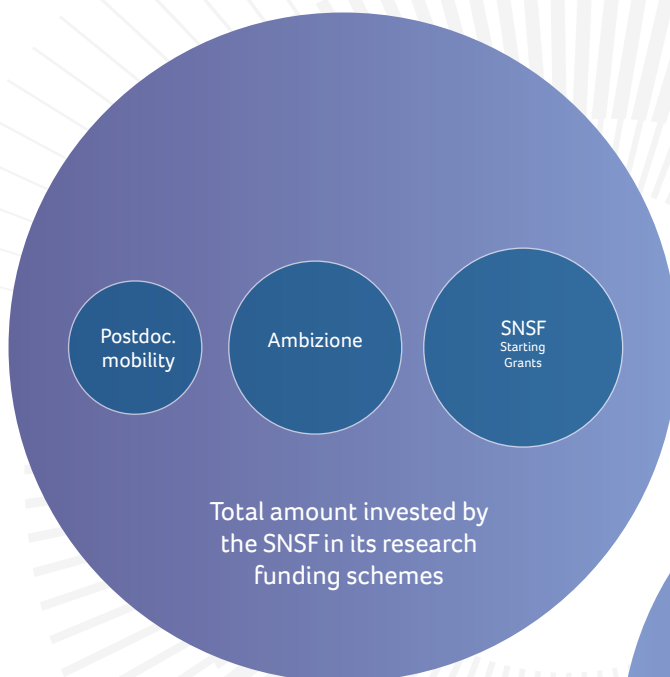 Postdoc.
mobility
Ambizione
SNSF
Starting
Grants
Total amount invested by
the SNSF in its research
funding schemes